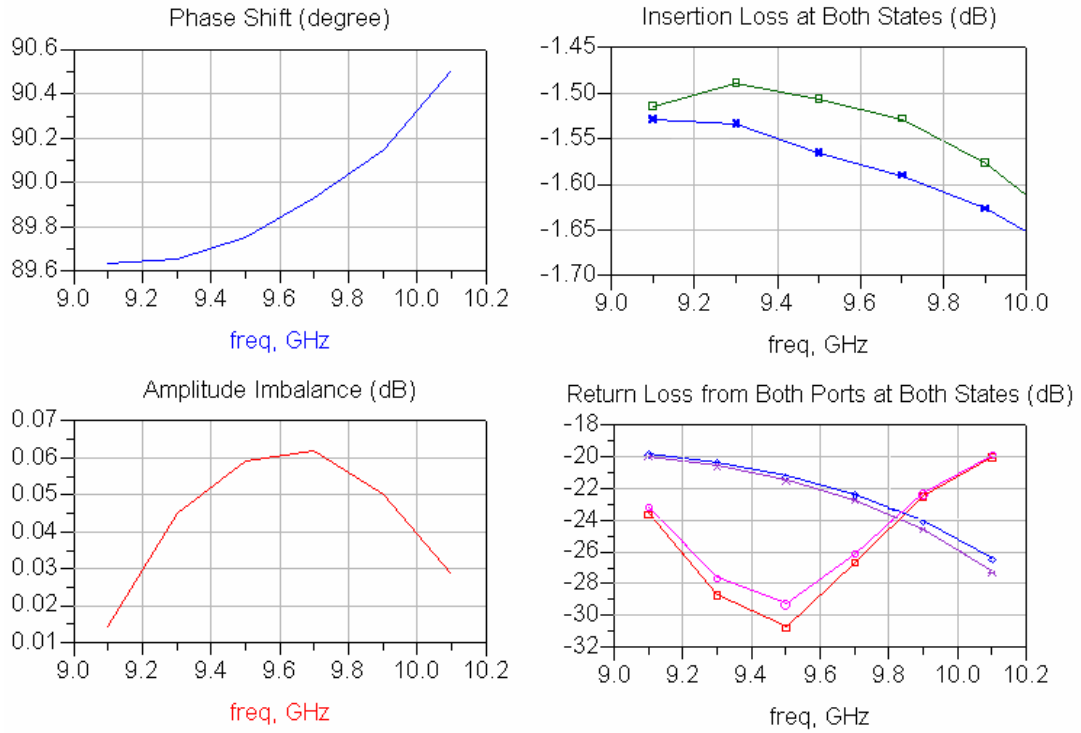 Phase Shift (degree)
90.6
90.4
90.2
90.0
89.8
89.6
9.0 9.2 9.4 9.6 9.8 10.0 10.2
freq, GHz
Insertion Loss at Both States (dB)
-1.45
-1.50
-1.55
-1.60
-1.65
-1.70
9.0 9.2 9.4 9.6 9.8 10.0
freq, GHz
Amplitude Imbalance (dB)
0.07
0.06
0.05
0.04
0.03
0.02
0.01
9.0 9.2 9.4 9.6 9.8 10.0 10.2
freq, GHz
Return Loss from Both Ports at Both States (dB)
-18
-20
-22
-24
-26
-28
-30
-32
9.0 9.2 9.4 9.6 9.8 10.0 10.2
freq, GHz